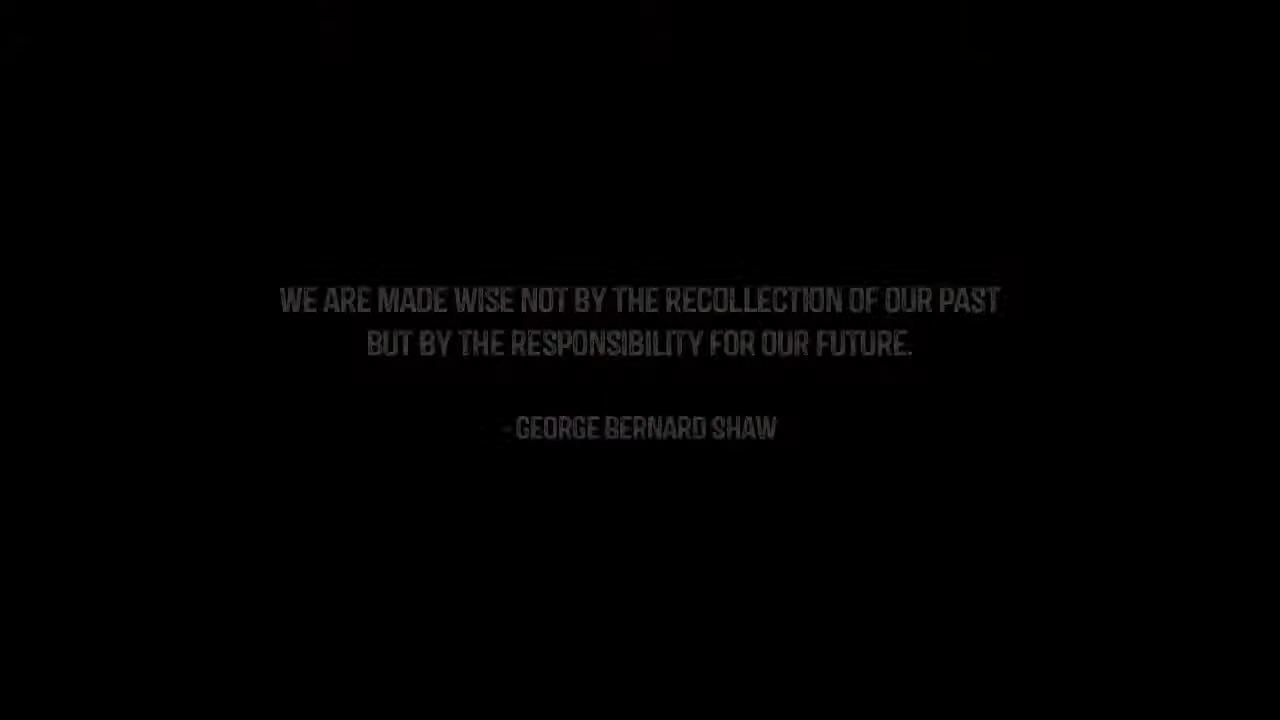 WE ARE MADE WISE NOT BY THE RECOLLECTION OF OUR PAST
BUT BY THE RESPONSIBILITY FOR OUR FUTURE.
-GEORGE BERNARD SHAW